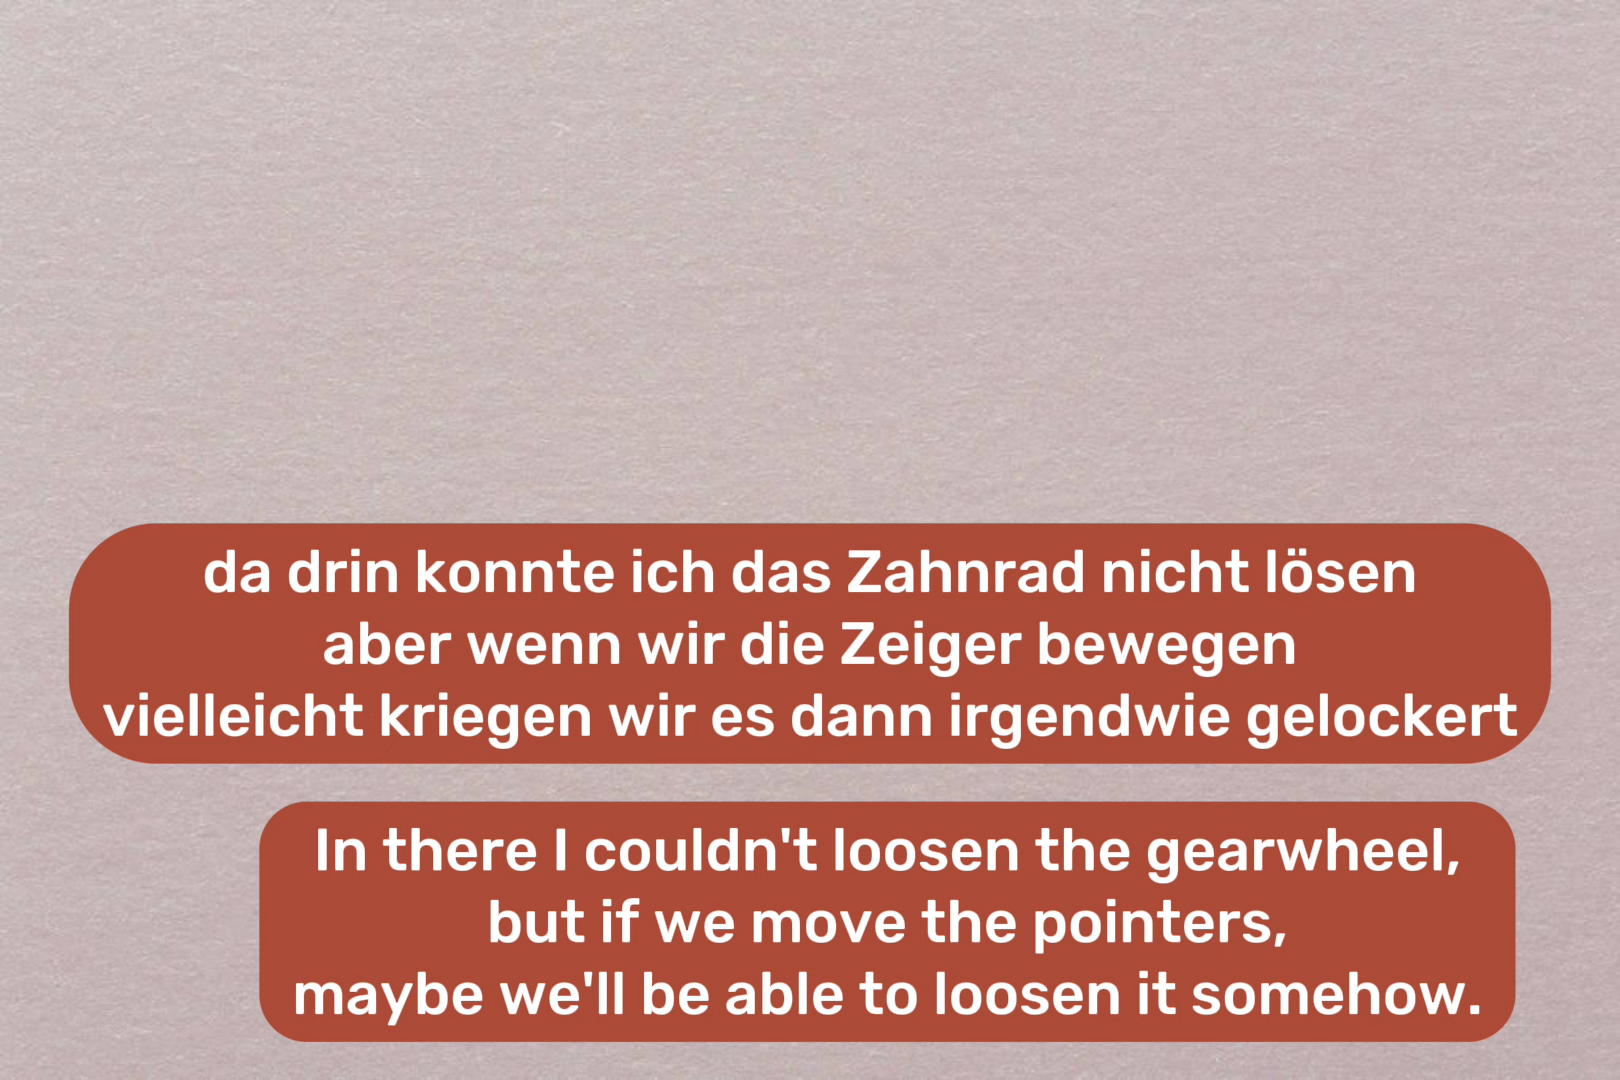 da drin konnte ich das Zahnrad nicht lösen
aber wenn wir die Zeiger bewegen
vielleicht kriegen wir es dann irgendwie gelockert
In there I couldn't loosen the gearwheel,
but if we move the pointers,
maybe we'll be able to loosen it somehow.